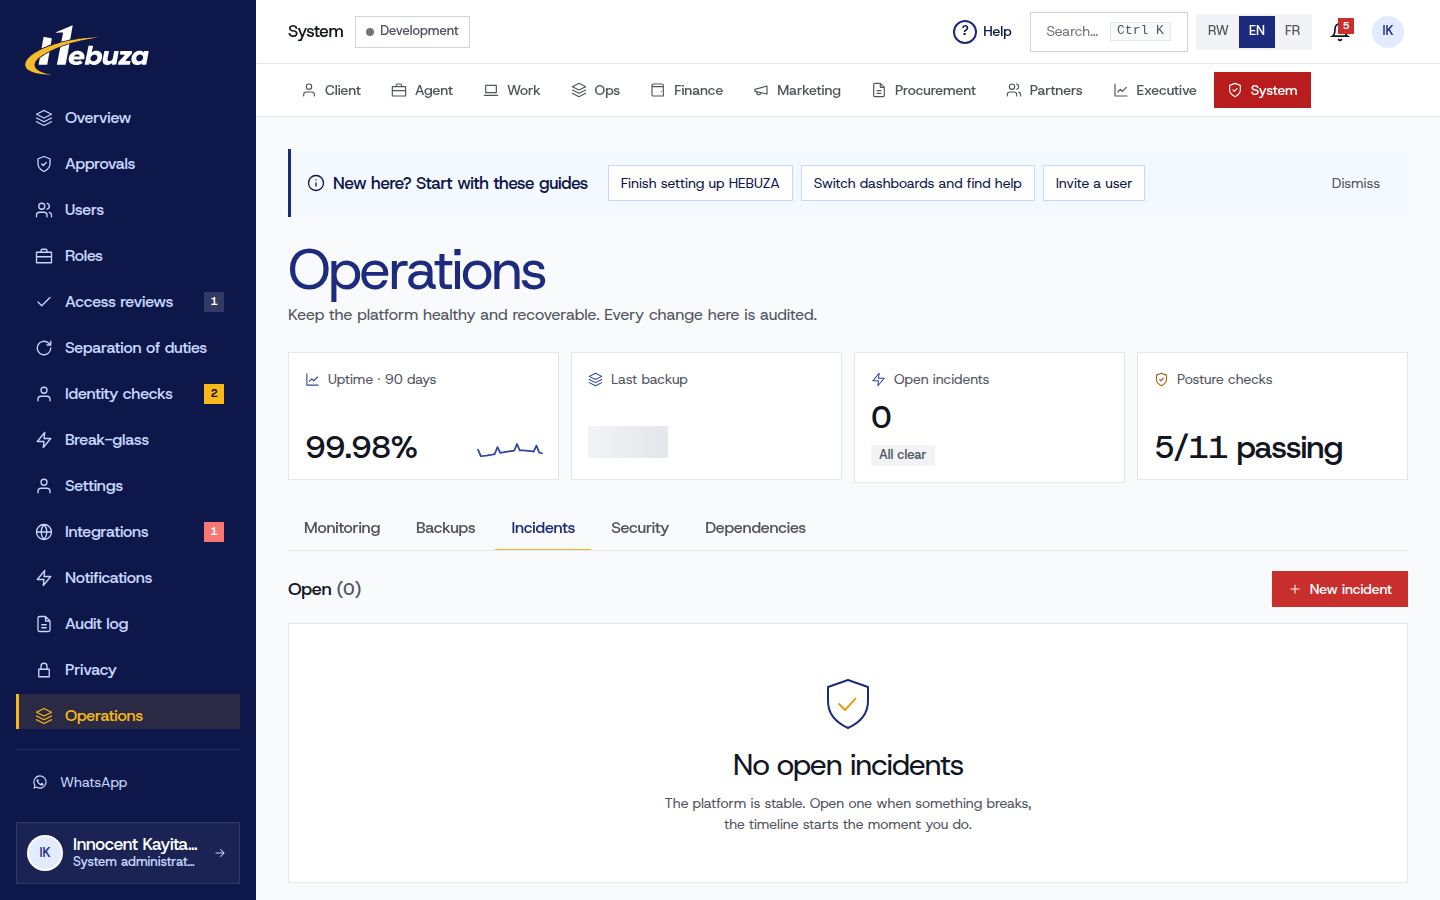 Hebuza
System
Development
? Help
Search... Ctrl K
RW EN FR
5
IK
Client
Agent
Work
Ops
Finance
Marketing
Procurement
Partners
Executive
System
Overview
Approvals
Users
Roles
Access reviews 1
Separation of duties
Identity checks 2
Break-glass
Settings
Integrations 1
Notifications
Audit log
Privacy
Operations
WhatsApp
IK
Innocent Kayita...
System administrat...
New here? Start with these guides
Finish setting up HEBUZA
Switch dashboards and find help
Invite a user
Dismiss
Operations
Keep the platform healthy and recoverable. Every change here is audited.
Uptime · 90 days
99.98%
Last backup
Open incidents
0
All clear
Posture checks
5/11 passing
Monitoring
Backups
Incidents
Security
Dependencies
Open (0)
+ New incident
No open incidents
The platform is stable. Open one when something breaks,
the timeline starts the moment you do.